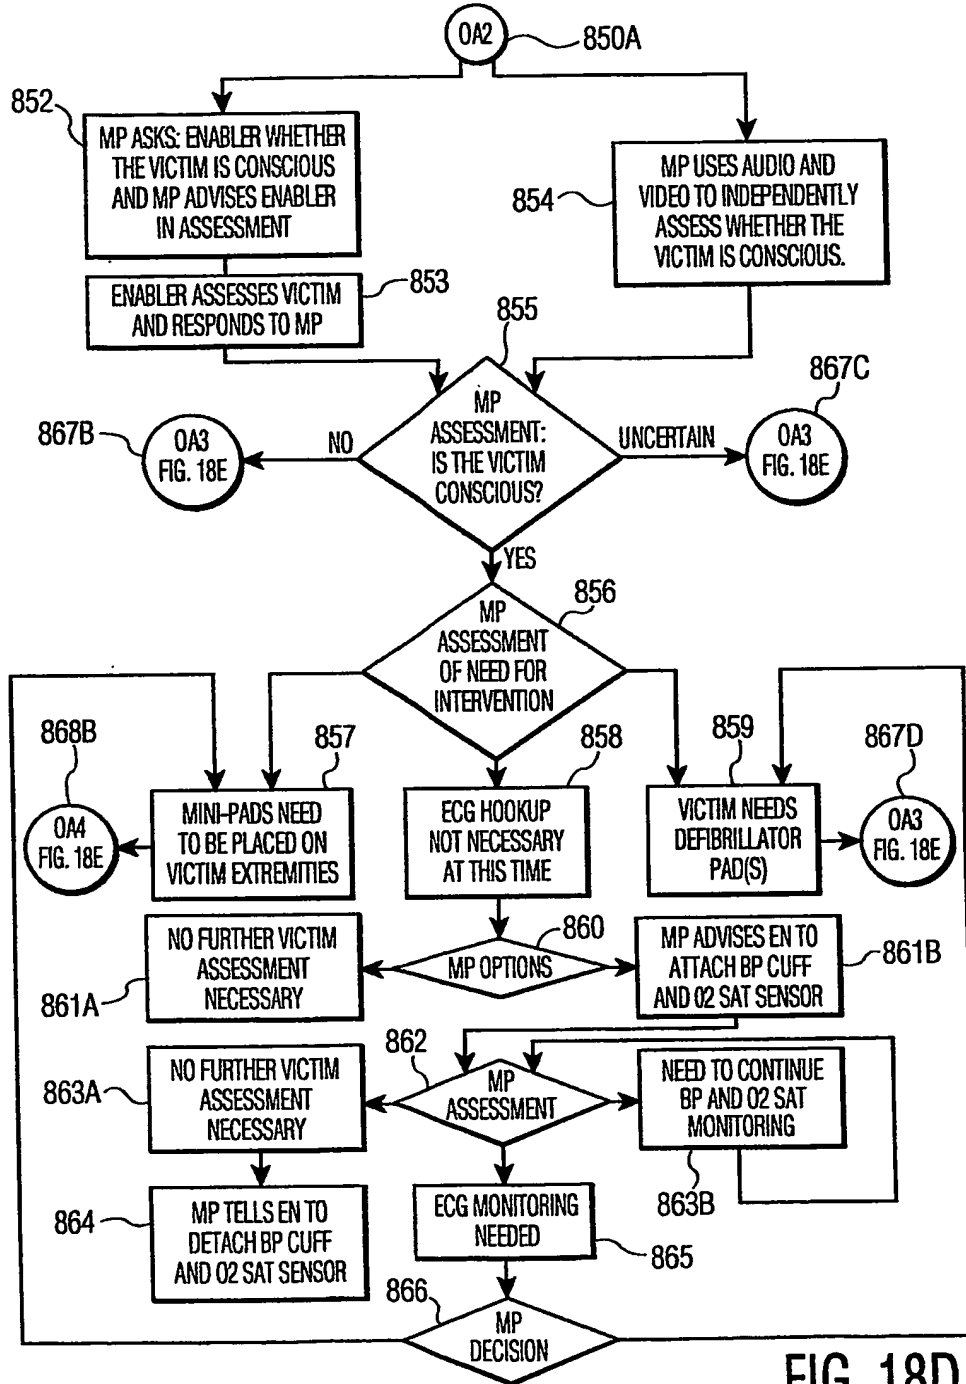 OA2
850A
852
MP ASKS: ENABLER WHETHER
THE VICTIM IS CONSCIOUS
AND MP ADVISES ENABLER
IN ASSESSMENT
854
MP USES AUDIO AND
VIDEO TO INDEPENDENTLY
ASSESS WHETHER THE
VICTIM IS CONSCIOUS.
ENABLER ASSESSES VICTIM
AND RESPONDS TO MP
853
855
MP
ASSESSMENT:
IS THE VICTIM
CONSCIOUS?
867B
OA3
FIG. 18E
NO
UNCERTAIN
867C
OA3
FIG. 18E
YES
856
MP
ASSESSMENT
OF NEED FOR
INTERVENTION
868B
OA4
FIG. 18E
857
MINI-PADS NEED
TO BE PLACED ON
VICTIM EXTREMITIES
858
ECG HOOKUP
NOT NECESSARY
AT THIS TIME
859
VICTIM NEEDS
DEFIBRILLATOR
PAD(S)
867D
OA3
FIG. 18E
NO FURTHER VICTIM
ASSESSMENT
NECESSARY
861A
860
MP OPTIONS
MP ADVISES EN TO
ATTACH BP CUFF
AND O2 SAT SENSOR
861B
863A
NO FURTHER VICTIM
ASSESSMENT
NECESSARY
862
MP
ASSESSMENT
NEED TO CONTINUE
BP AND O2 SAT
MONITORING
863B
864
MP TELLS EN TO
DETACH BP CUFF
AND O2 SAT SENSOR
ECG MONITORING
NEEDED
865
866
MP
DECISION
FIG. 18D